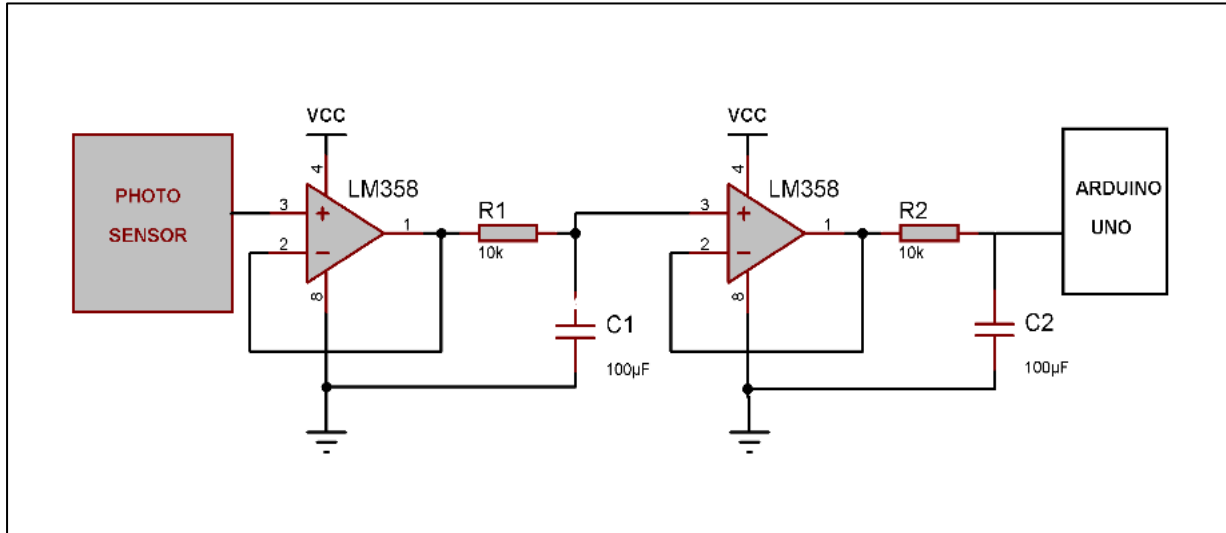 PHOTO
SENSOR
VCC
4
LM358
3
+
2
−
1
8
R1
10k
C1
100µF
VCC
4
LM358
3
+
2
−
1
8
R2
10k
C2
100µF
ARDUINO
UNO